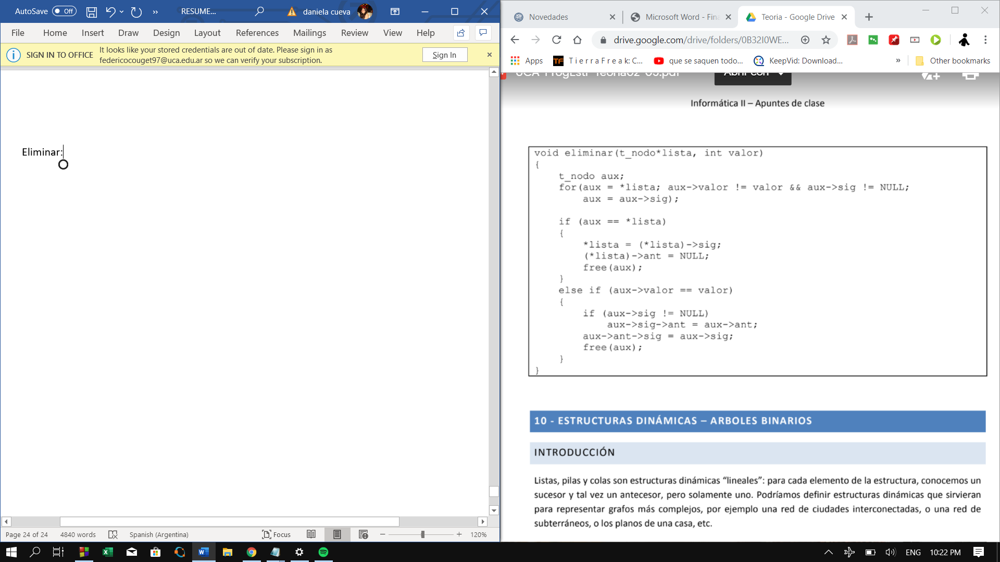 AutoSave Off RESUME... daniela cueva
File Home Insert Draw Design Layout References Mailings Review View Help
SIGN IN TO OFFICE It looks like your stored credentials are out of date. Please sign in as
federicocouget97@uca.edu.ar so we can verify your subscription.
Sign In
Eliminar:
Page 24 of 24 4840 words Spanish (Argentina) Focus 120%
Novedades Microsoft Word - Fina Teoria - Google Drive
drive.google.com/drive/folders/0B32I0WE...
Apps TF T i e r r a F r e a k: C... que se saquen todo... KeepVid: Download... » Other bookmarks
Abrir con
Informática II – Apuntes de clase
void eliminar(t_nodo*lista, int valor)
{
t_nodo aux;
for(aux = *lista; aux->valor != valor && aux->sig != NULL;
aux = aux->sig);
if (aux == *lista)
{
*lista = (*lista)->sig;
(*lista)->ant = NULL;
free(aux);
}
else if (aux->valor == valor)
{
if (aux->sig != NULL)
aux->sig->ant = aux->ant;
aux->ant->sig = aux->sig;
free(aux);
}
}
10 - ESTRUCTURAS DINÁMICAS – ARBOLES BINARIOS
INTRODUCCIÓN
Listas, pilas y colas son estructuras dinámicas “lineales”: para cada elemento de la estructura, conocemos un
sucesor y tal vez un antecesor, pero solamente uno. Podríamos definir estructuras dinámicas que sirvieran
para representar grafos más complejos, por ejemplo una red de ciudades interconectadas, o una red de
subterráneos, o los planos de una casa, etc.
ENG 10:22 PM